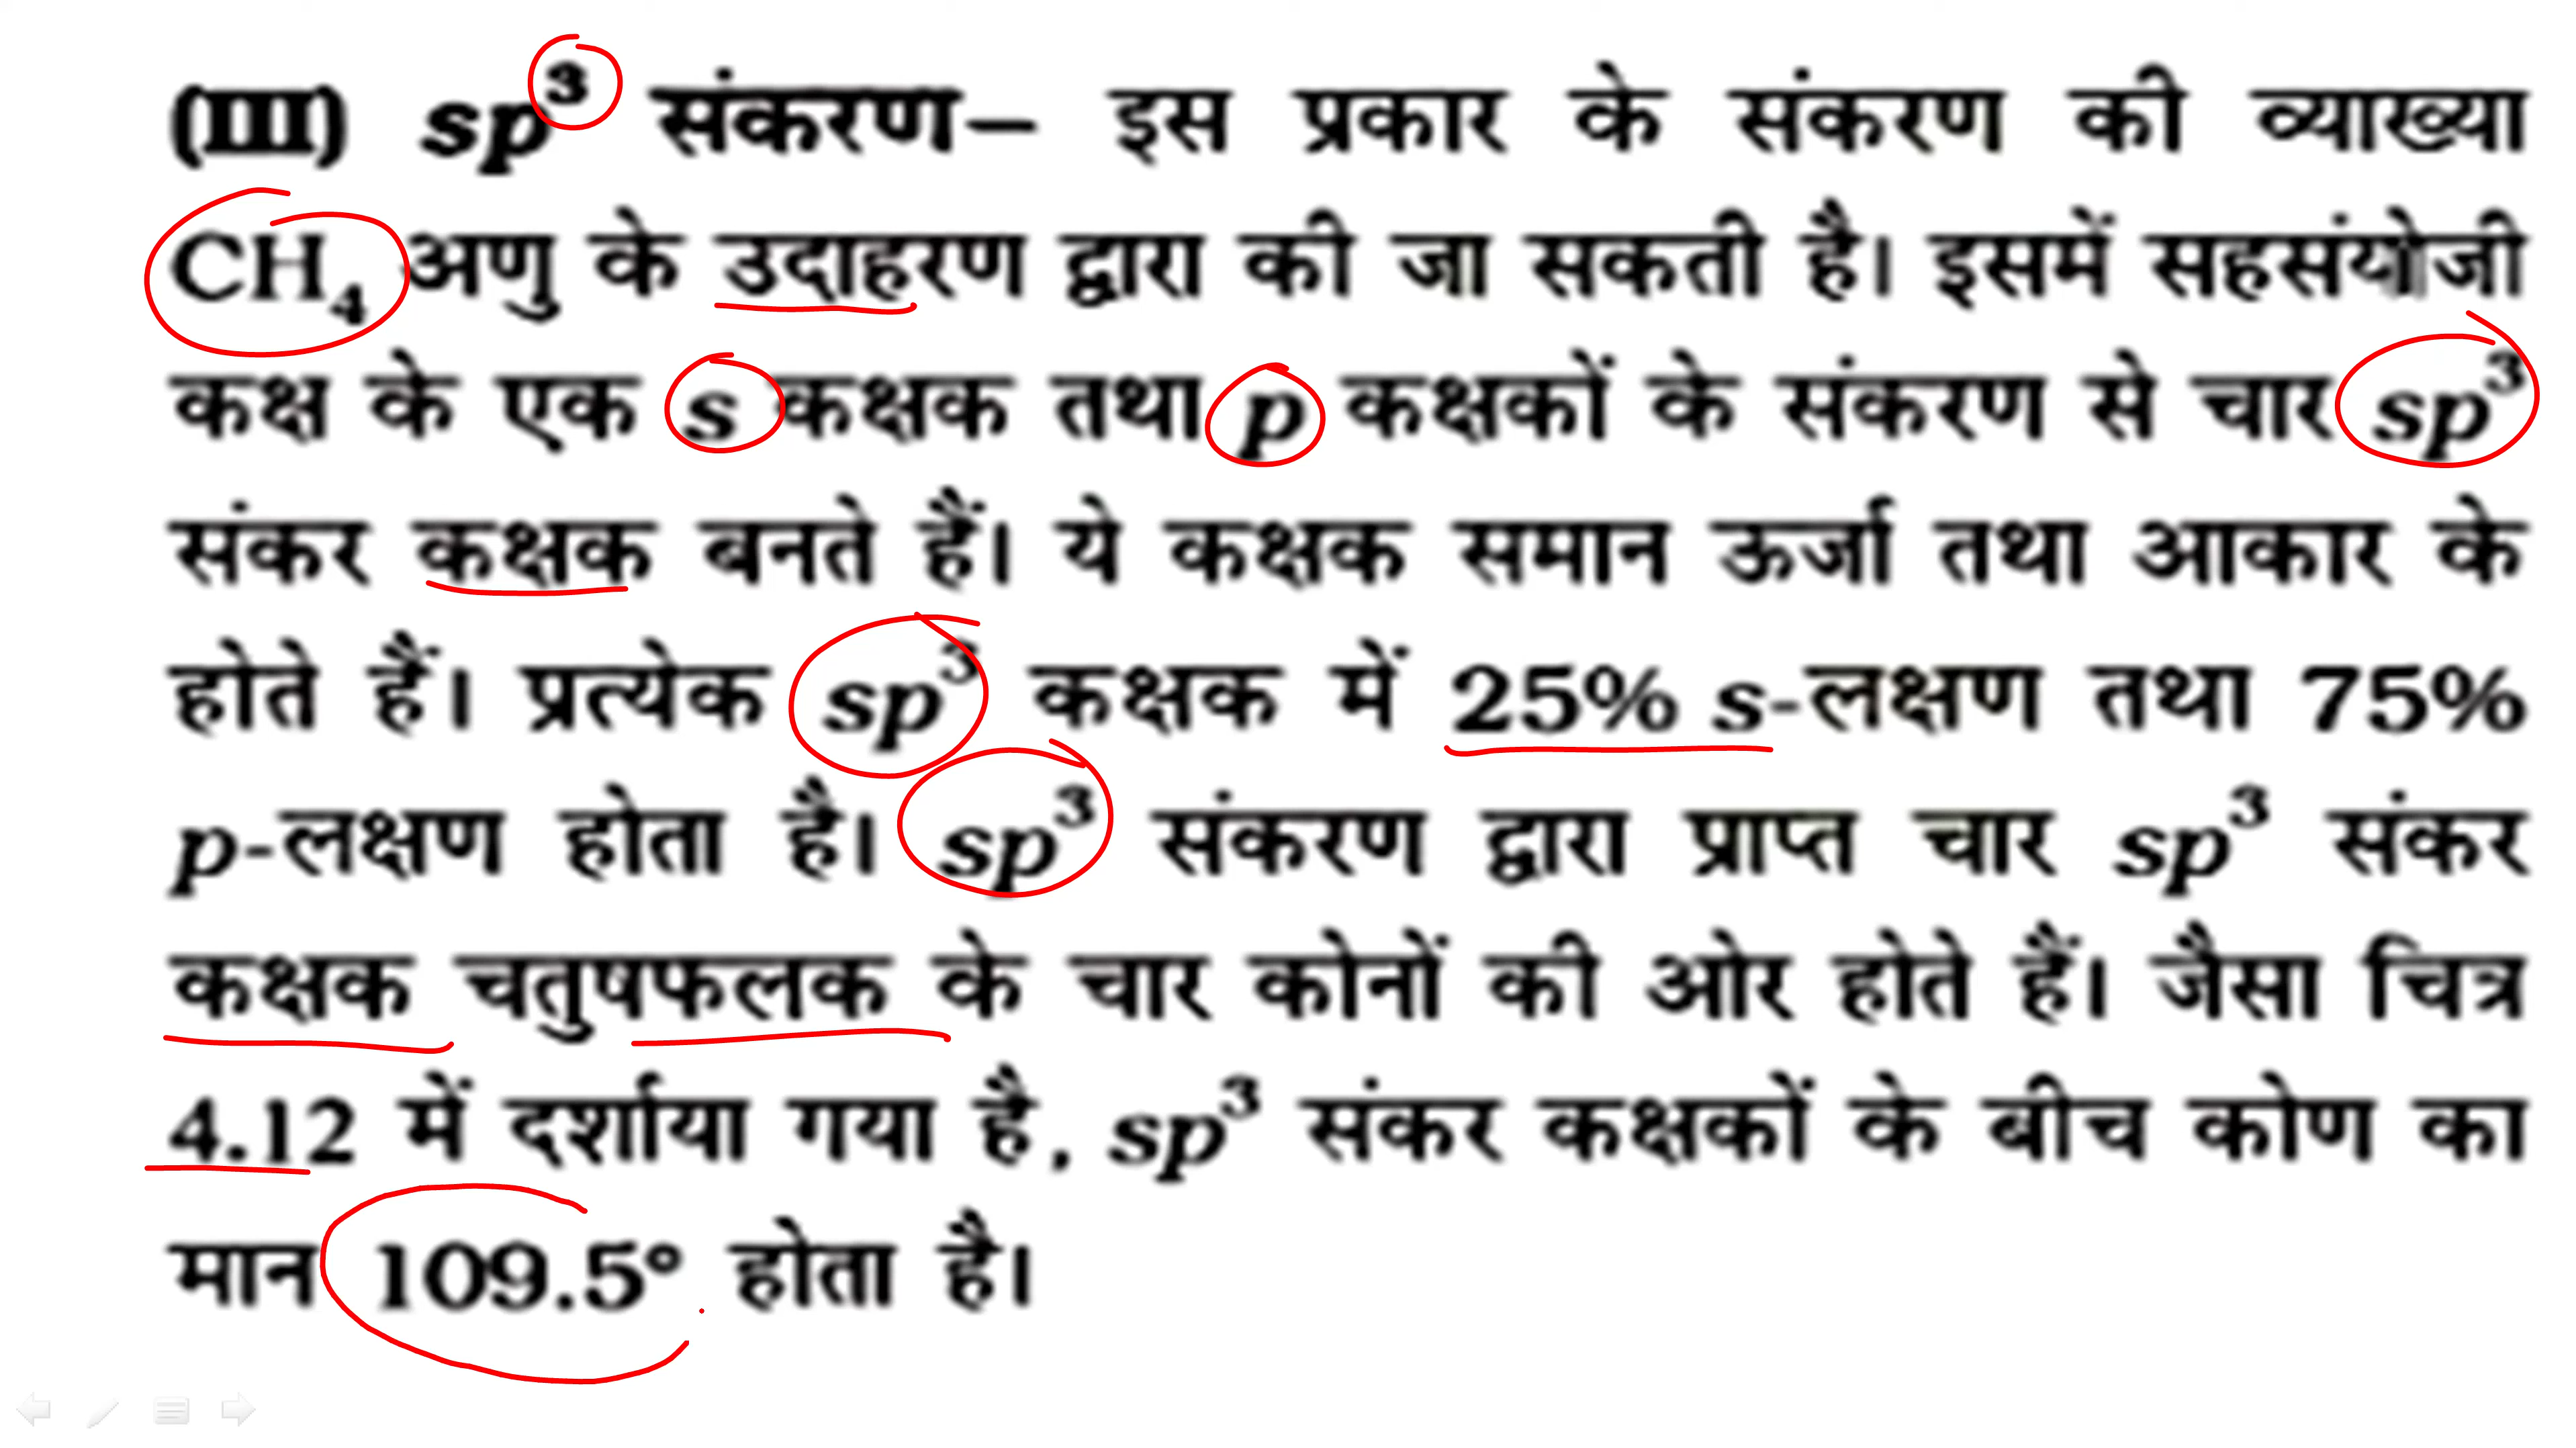 (III) sp³ संकरण– इस प्रकार के संकरण की व्याख्या
CH₄ अणु के उदाहरण द्वारा की जा सकती है। इसमें सहसंयोजी
कक्ष के एक s कक्षक तथा p कक्षकों के संकरण से चार sp³
संकर कक्षक बनते हैं। ये कक्षक समान ऊर्जा तथा आकार के
होते हैं। प्रत्येक sp³ कक्षक में 25% s-लक्षण तथा 75%
p-लक्षण होता है। sp³ संकरण द्वारा प्राप्त चार sp³ संकर
कक्षक चतुषफलक के चार कोनों की ओर होते हैं। जैसा चित्र
4.12 में दर्शाया गया है, sp³ संकर कक्षकों के बीच कोण का
मान 109.5° होता है।